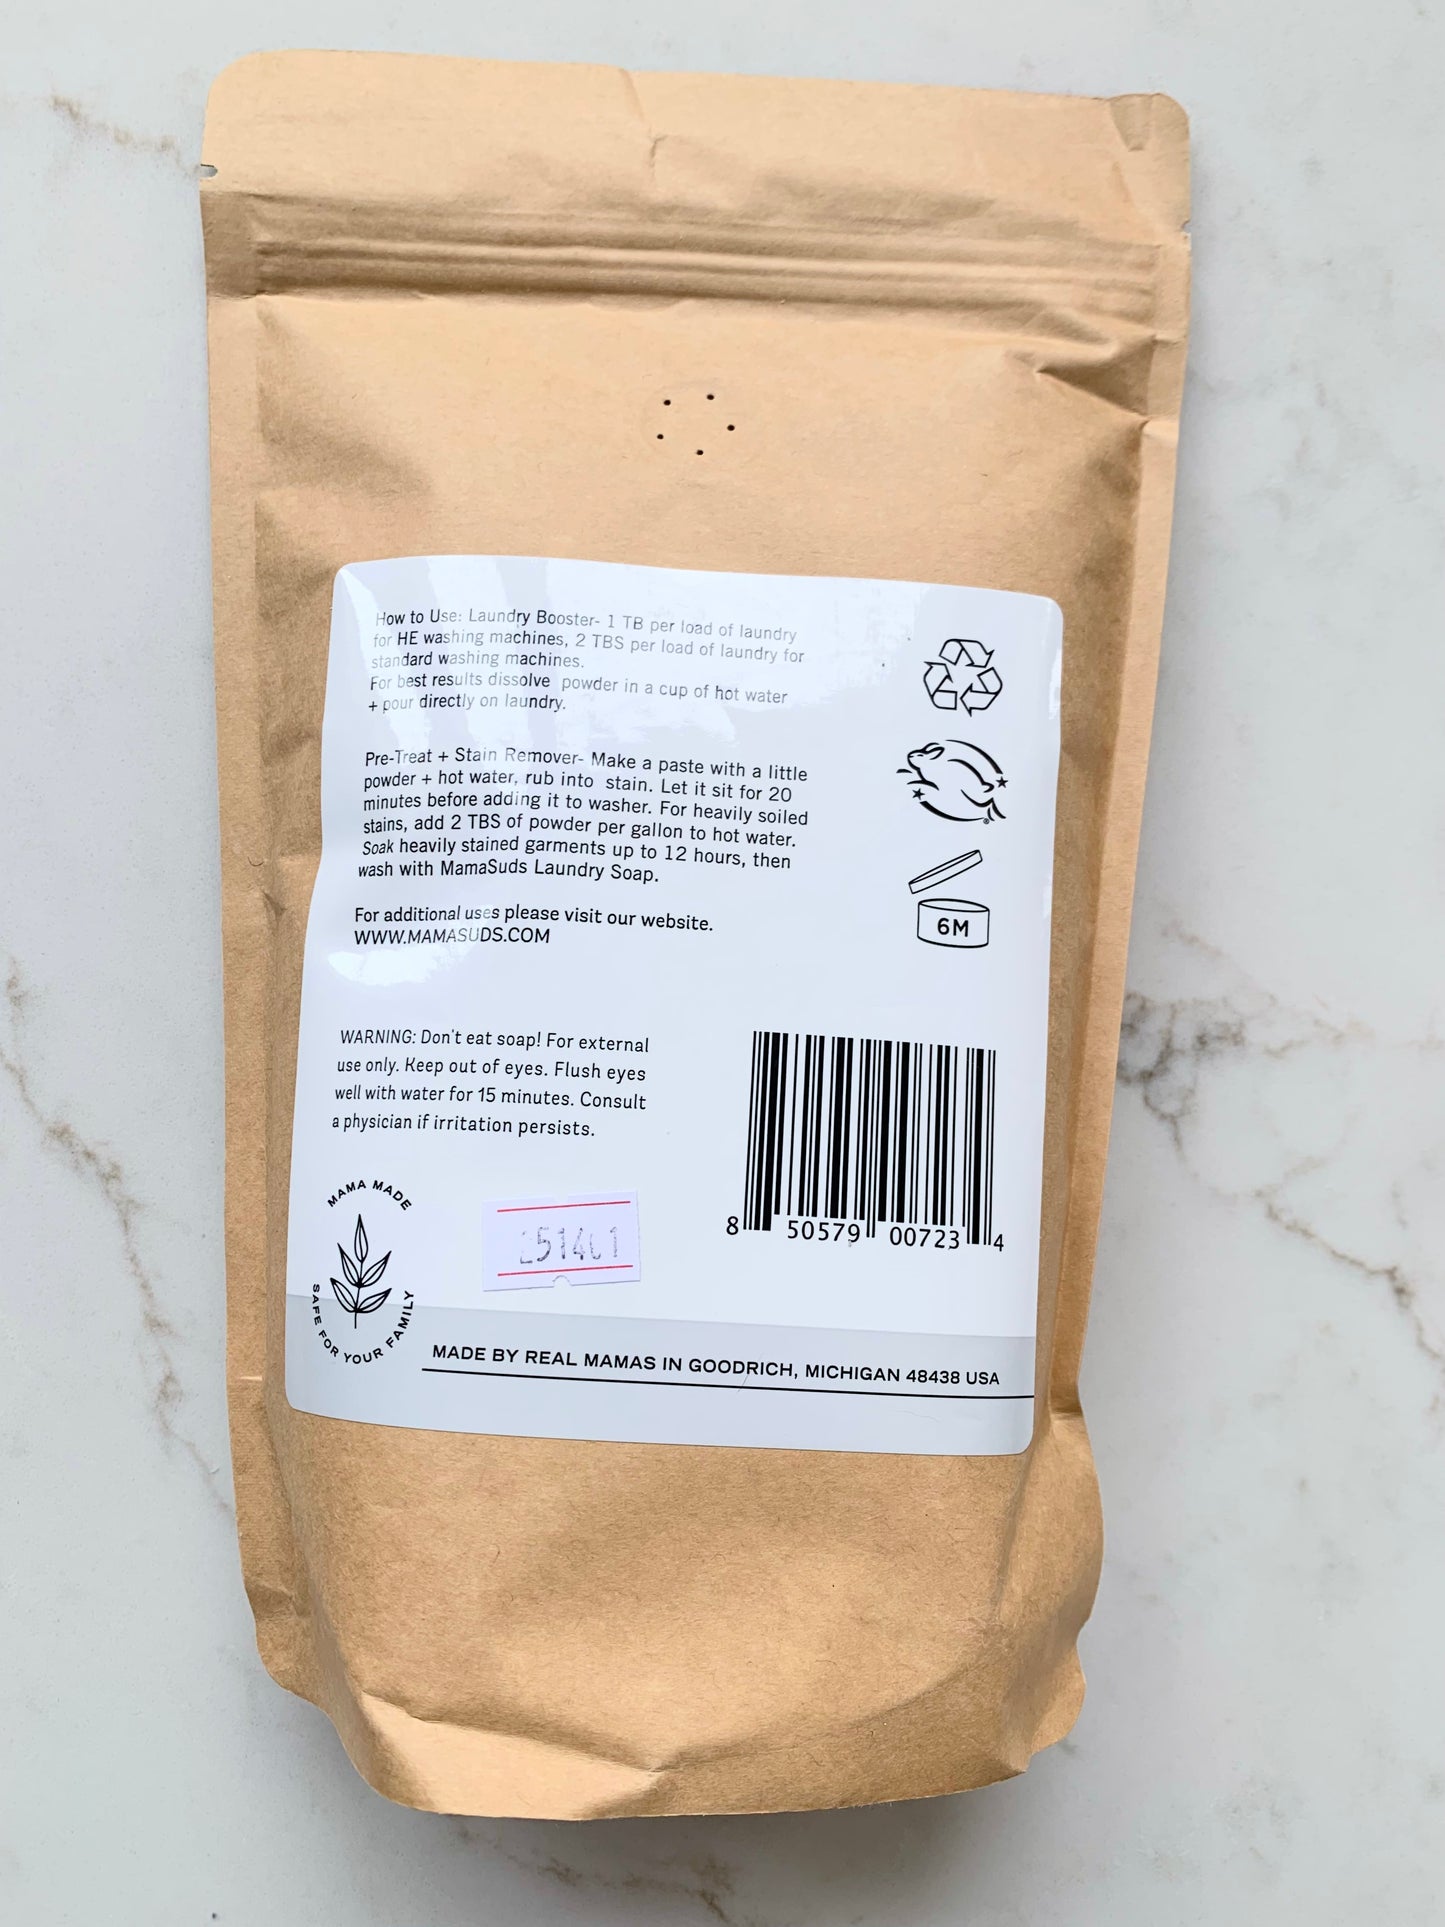 How to Use: Laundry Booster- 1 TB per load of laundry
for HE washing machines, 2 TBS per load of laundry for
standard washing machines.
For best results dissolve powder in a cup of hot water
+ pour directly on laundry.
Pre-Treat + Stain Remover- Make a paste with a little
powder + hot water, rub into stain. Let it sit for 20
minutes before adding it to washer. For heavily soiled
stains, add 2 TBS of powder per gallon to hot water.
Soak heavily stained garments up to 12 hours, then
wash with MamaSuds Laundry Soap.
For additional uses please visit our website.
WWW.MAMASUDS.COM
6M
WARNING: Don't eat soap! For external
use only. Keep out of eyes. Flush eyes
well with water for 15 minutes. Consult
a physician if irritation persists.
8 50579 00723 4
MAMA MADE
SAFE FOR YOUR FAMILY
MADE BY REAL MAMAS IN GOODRICH, MICHIGAN 48438 USA